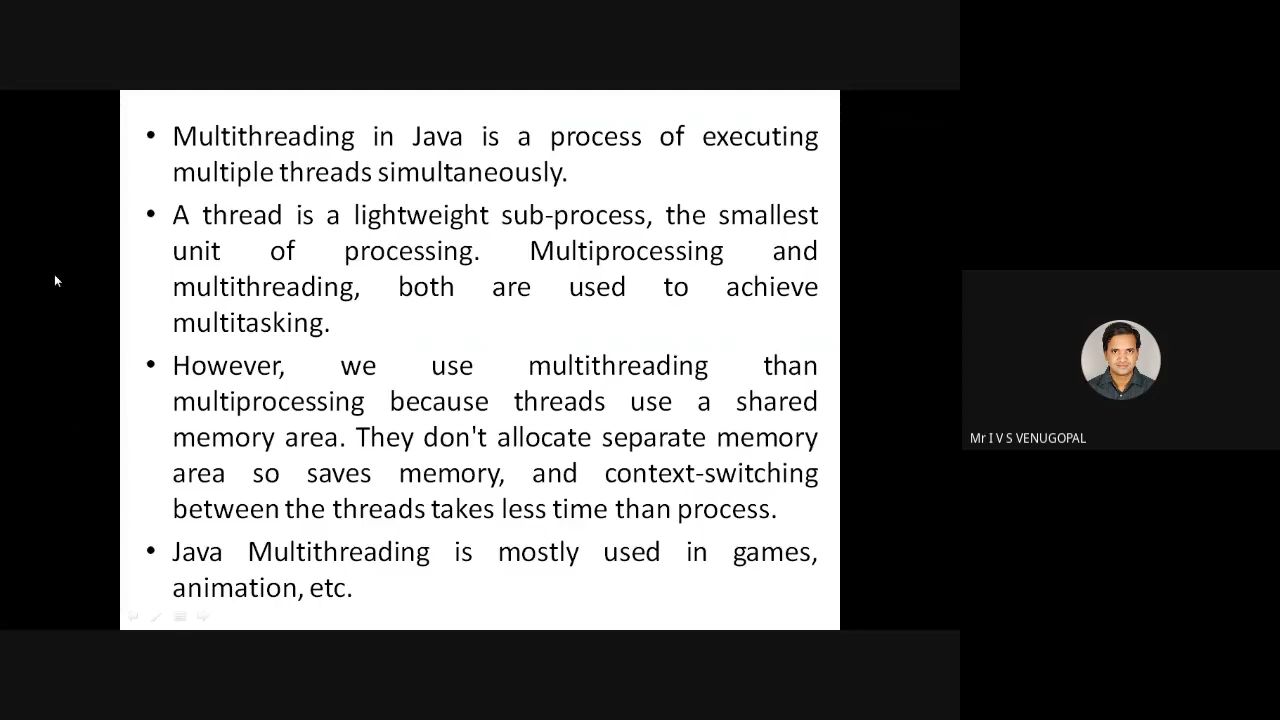 • Multithreading in Java is a process of executing
multiple threads simultaneously.
• A thread is a lightweight sub-process, the smallest
unit of processing. Multiprocessing and
multithreading, both are used to achieve
multitasking.
• However, we use multithreading than
multiprocessing because threads use a shared
memory area. They don't allocate separate memory
area so saves memory, and context-switching
between the threads takes less time than process.
• Java Multithreading is mostly used in games,
animation, etc.
Mr I V S VENUGOPAL